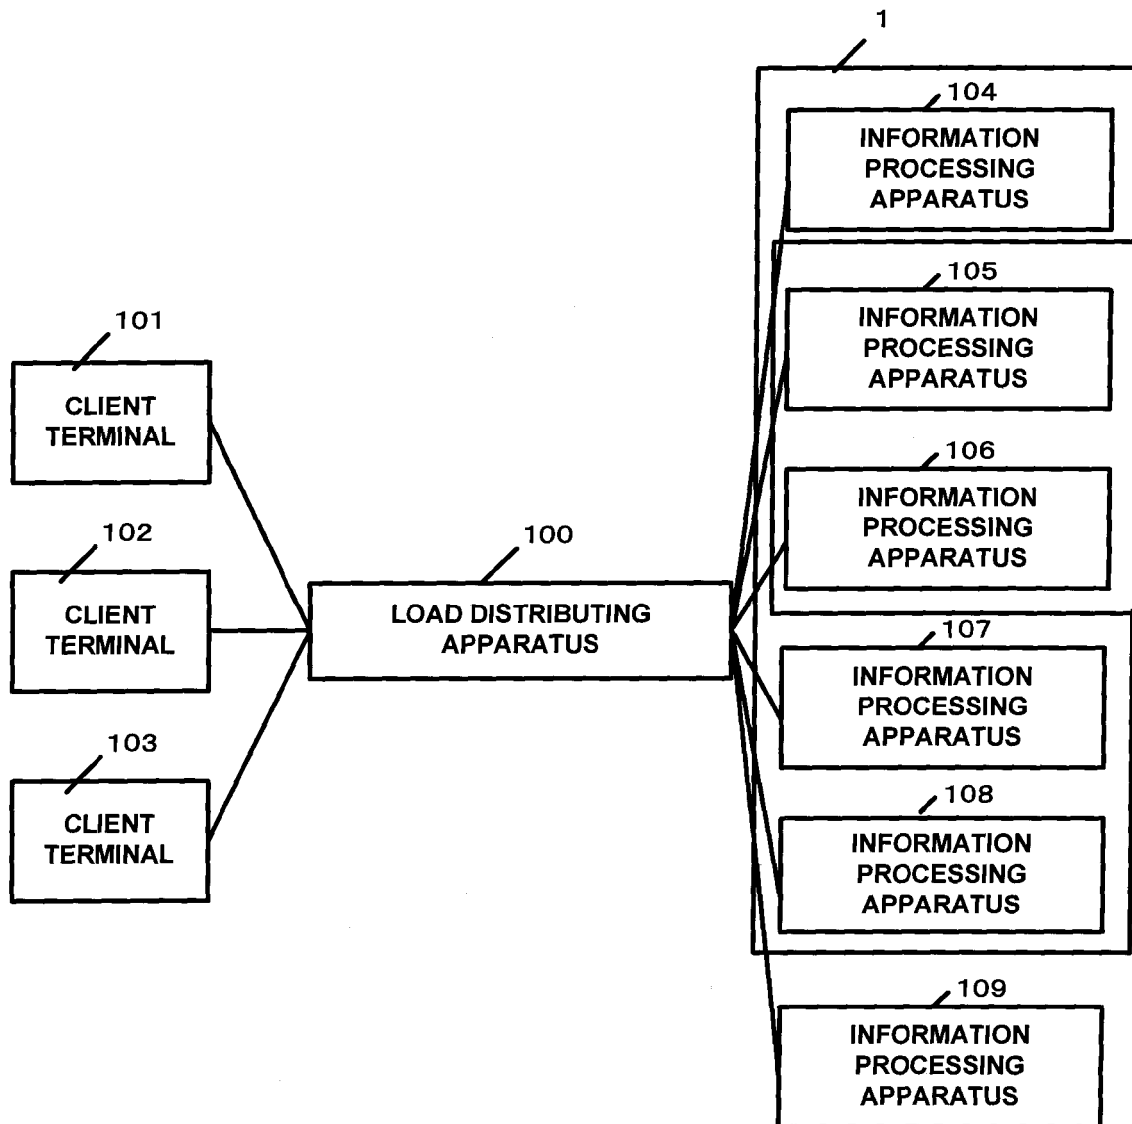 1
104
INFORMATION
PROCESSING
APPARATUS
105
INFORMATION
PROCESSING
APPARATUS
101
CLIENT
TERMINAL
106
INFORMATION
PROCESSING
APPARATUS
102
CLIENT
TERMINAL
100
LOAD DISTRIBUTING
APPARATUS
107
INFORMATION
PROCESSING
APPARATUS
103
CLIENT
TERMINAL
108
INFORMATION
PROCESSING
APPARATUS
109
INFORMATION
PROCESSING
APPARATUS